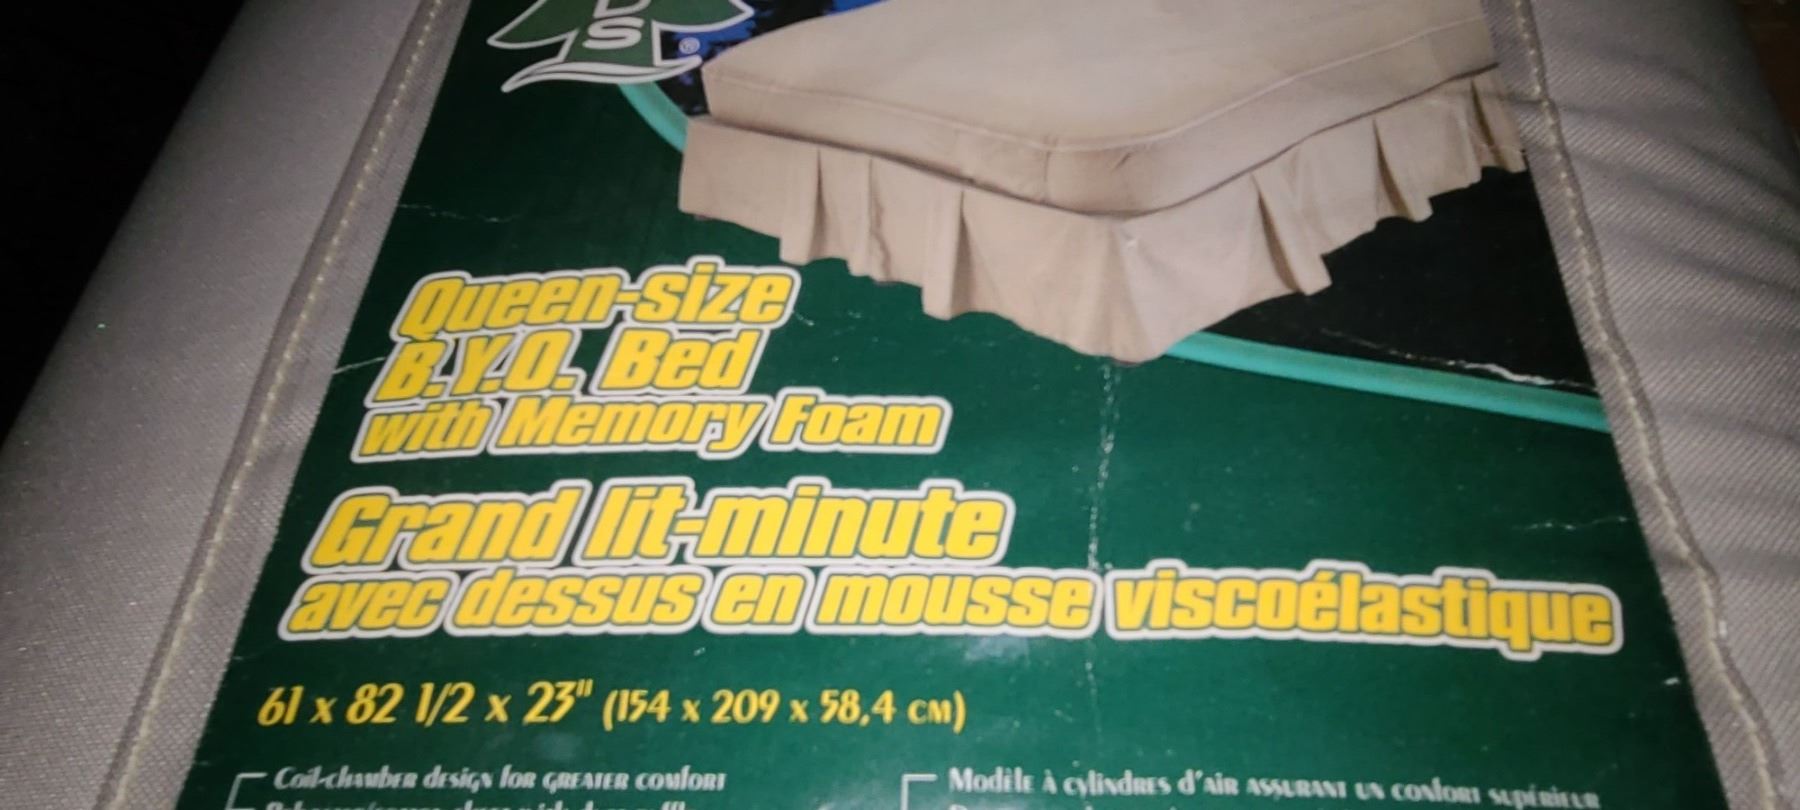 DS®
Queen-size
B.Y.O. Bed
with Memory Foam
Grand lit-minute
avec dessus en mousse viscoélastique
61 x 82 1/2 x 23" (154 x 209 x 58,4 cm)
Coil-chamber design for greater comfort
Modèle à cylindres d'air assurant un confort supérieur